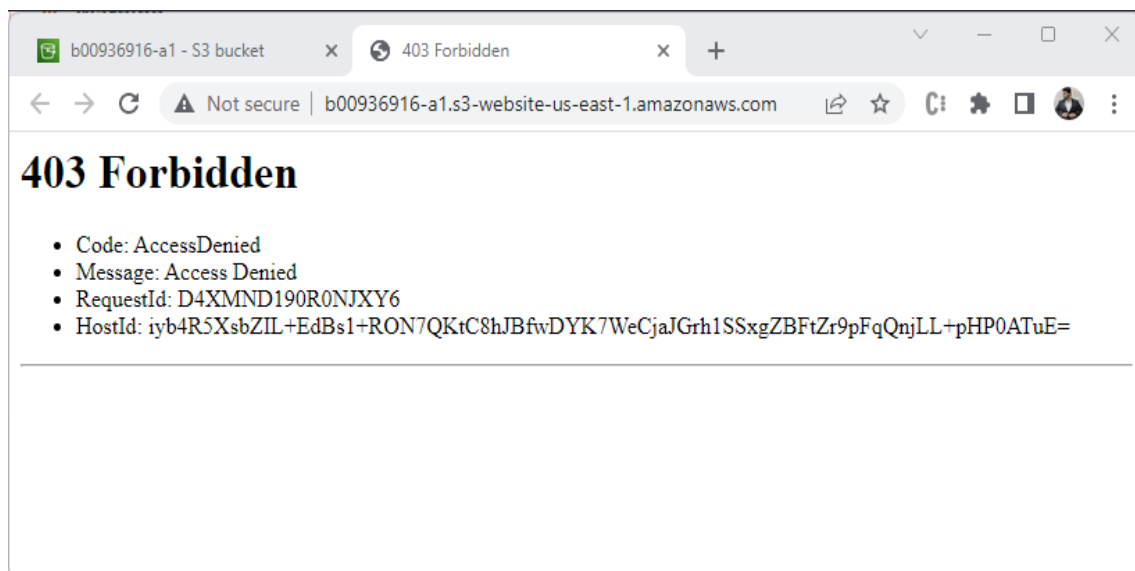 b00936916-a1 - S3 bucket
403 Forbidden
Not secure
b00936916-a1.s3-website-us-east-1.amazonaws.com
403 Forbidden
Code: AccessDenied
Message: Access Denied
RequestId: D4XMND190R0NJXY6
HostId: iyb4R5XsbZIL+EdBs1+RON7QKtC8hJBfwDYK7WeCjaJGrh1SSxgZBFtZr9pFqQnjLL+pHP0ATuE=